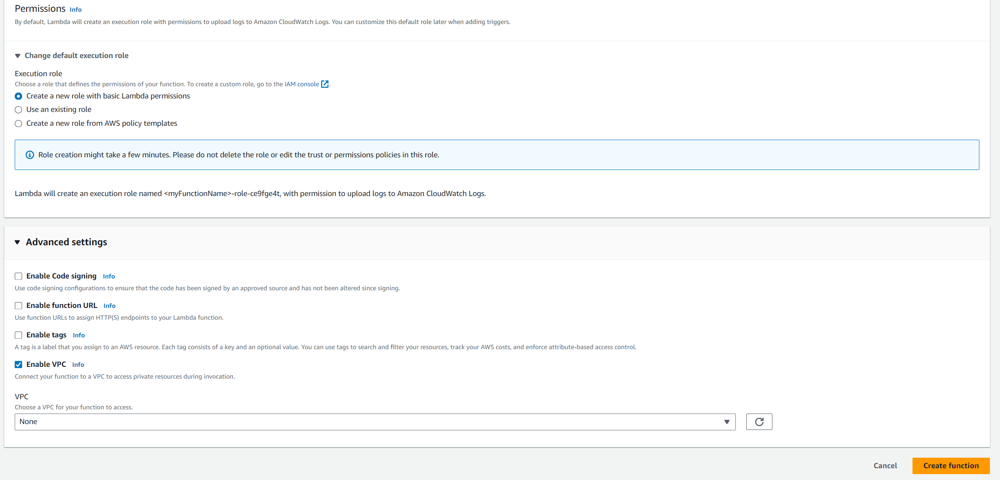 Permissions Info
By default, Lambda will create an execution role with permissions to upload logs to Amazon CloudWatch Logs. You can customize this default role later when adding triggers.
Change default execution role
Execution role
Choose a role that defines the permissions of your function. To create a custom role, go to the IAM console.
Create a new role with basic Lambda permissions
Use an existing role
Create a new role from AWS policy templates
Role creation might take a few minutes. Please do not delete the role or edit the trust or permissions policies in this role.
Lambda will create an execution role named <myFunctionName>-role-ce9fge4t, with permission to upload logs to Amazon CloudWatch Logs.
Advanced settings
Enable Code signing Info
Use code signing configurations to ensure that the code has been signed by an approved source and has not been altered since signing.
Enable function URL Info
Use function URLs to assign HTTP(S) endpoints to your Lambda function.
Enable tags Info
A tag is a label that you assign to an AWS resource. Each tag consists of a key and an optional value. You can use tags to search and filter your resources, track your AWS costs, and enforce attribute-based access control.
Enable VPC Info
Connect your function to a VPC to access private resources during invocation.
VPC
Choose a VPC for your function to access.
None
Cancel Create function